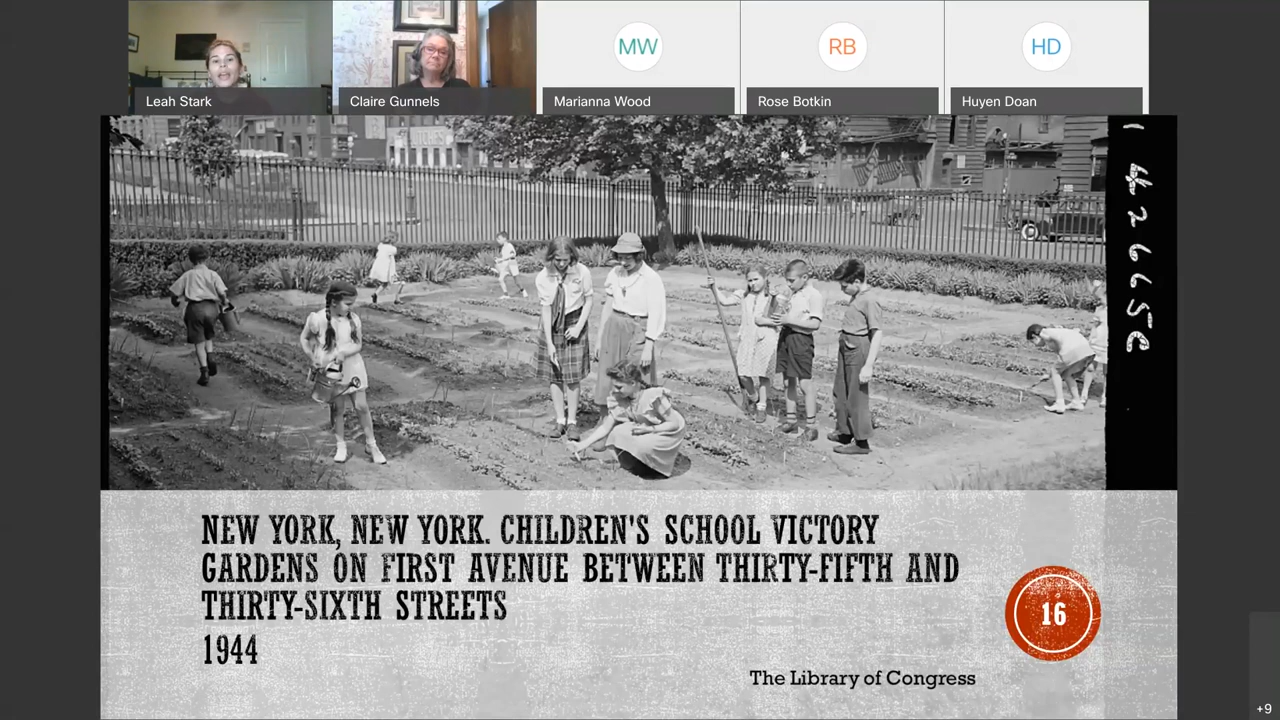 MW
RB
HD
Leah Stark
Claire Gunnels
Marianna Wood
Rose Botkin
Huyen Doan
NEW YORK, NEW YORK. CHILDREN'S SCHOOL VICTORY
GARDENS ON FIRST AVENUE BETWEEN THIRTY-FIFTH AND
THIRTY-SIXTH STREETS
1944
16
The Library of Congress
+9